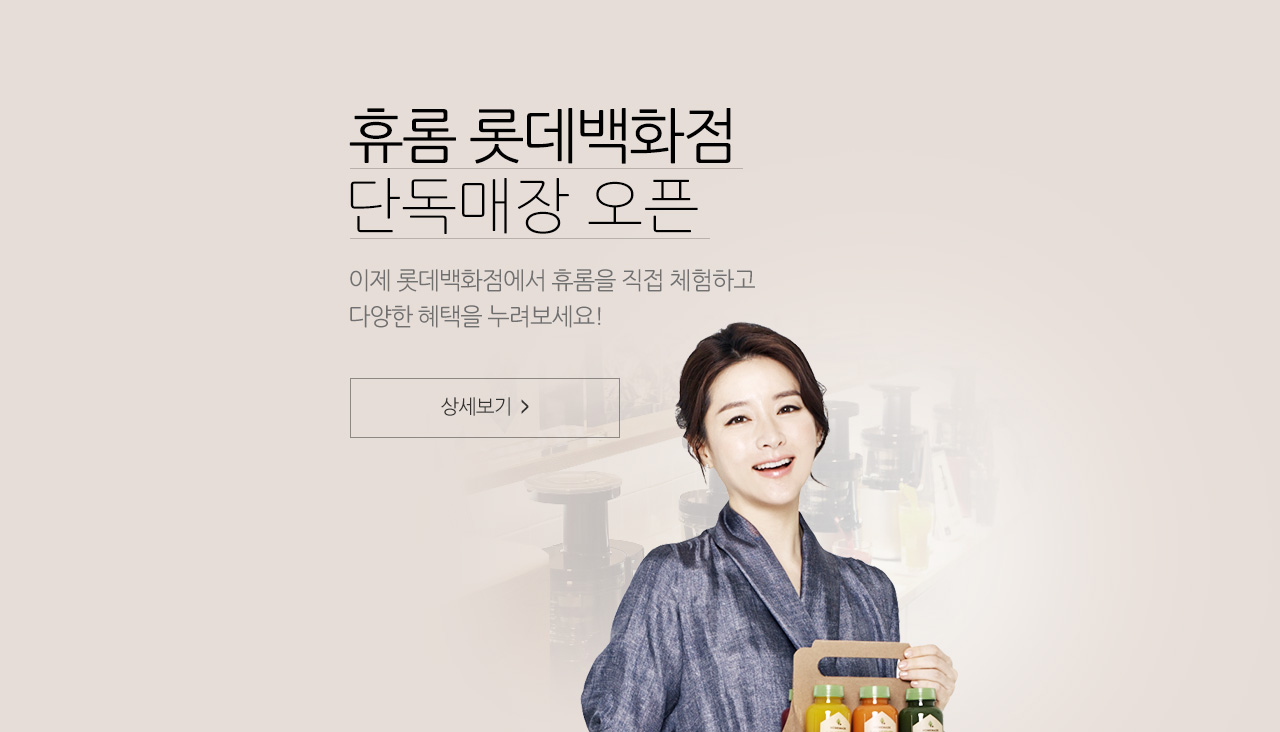 휴롬 롯데백화점
단독매장 오픈
이제 롯데백화점에서 휴롬을 직접 체험하고
다양한 혜택을 누려보세요!
상세보기 >